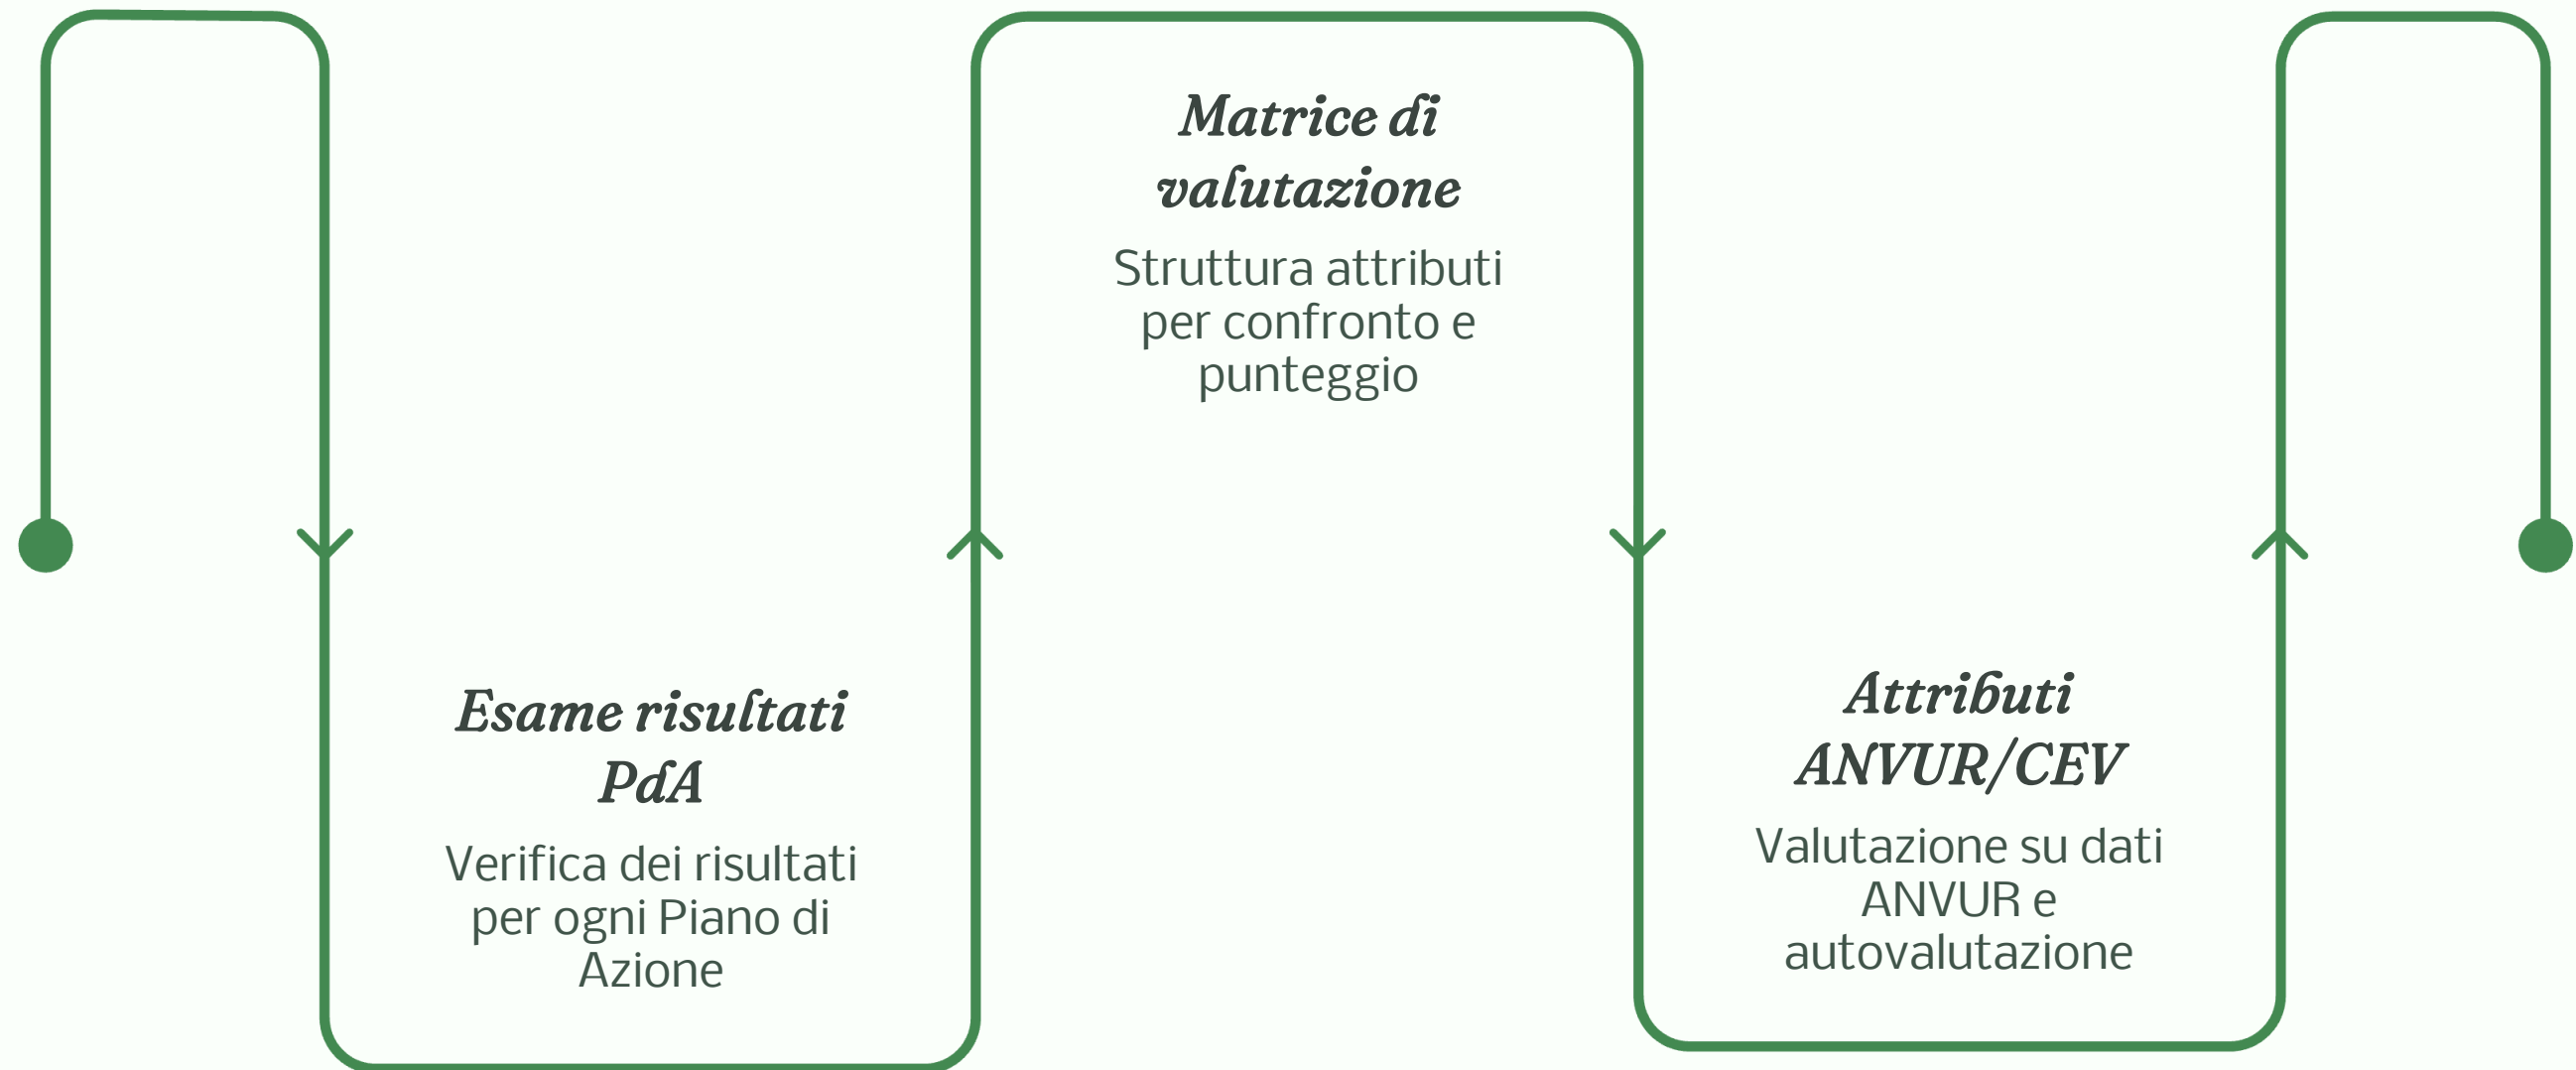 Esame risultati
PdA
Verifica dei risultati
per ogni Piano di
Azione
Matrice di
valutazione
Struttura attributi
per confronto e
punteggio
Attributi
ANVUR/CEV
Valutazione su dati
ANVUR e
autovalutazione